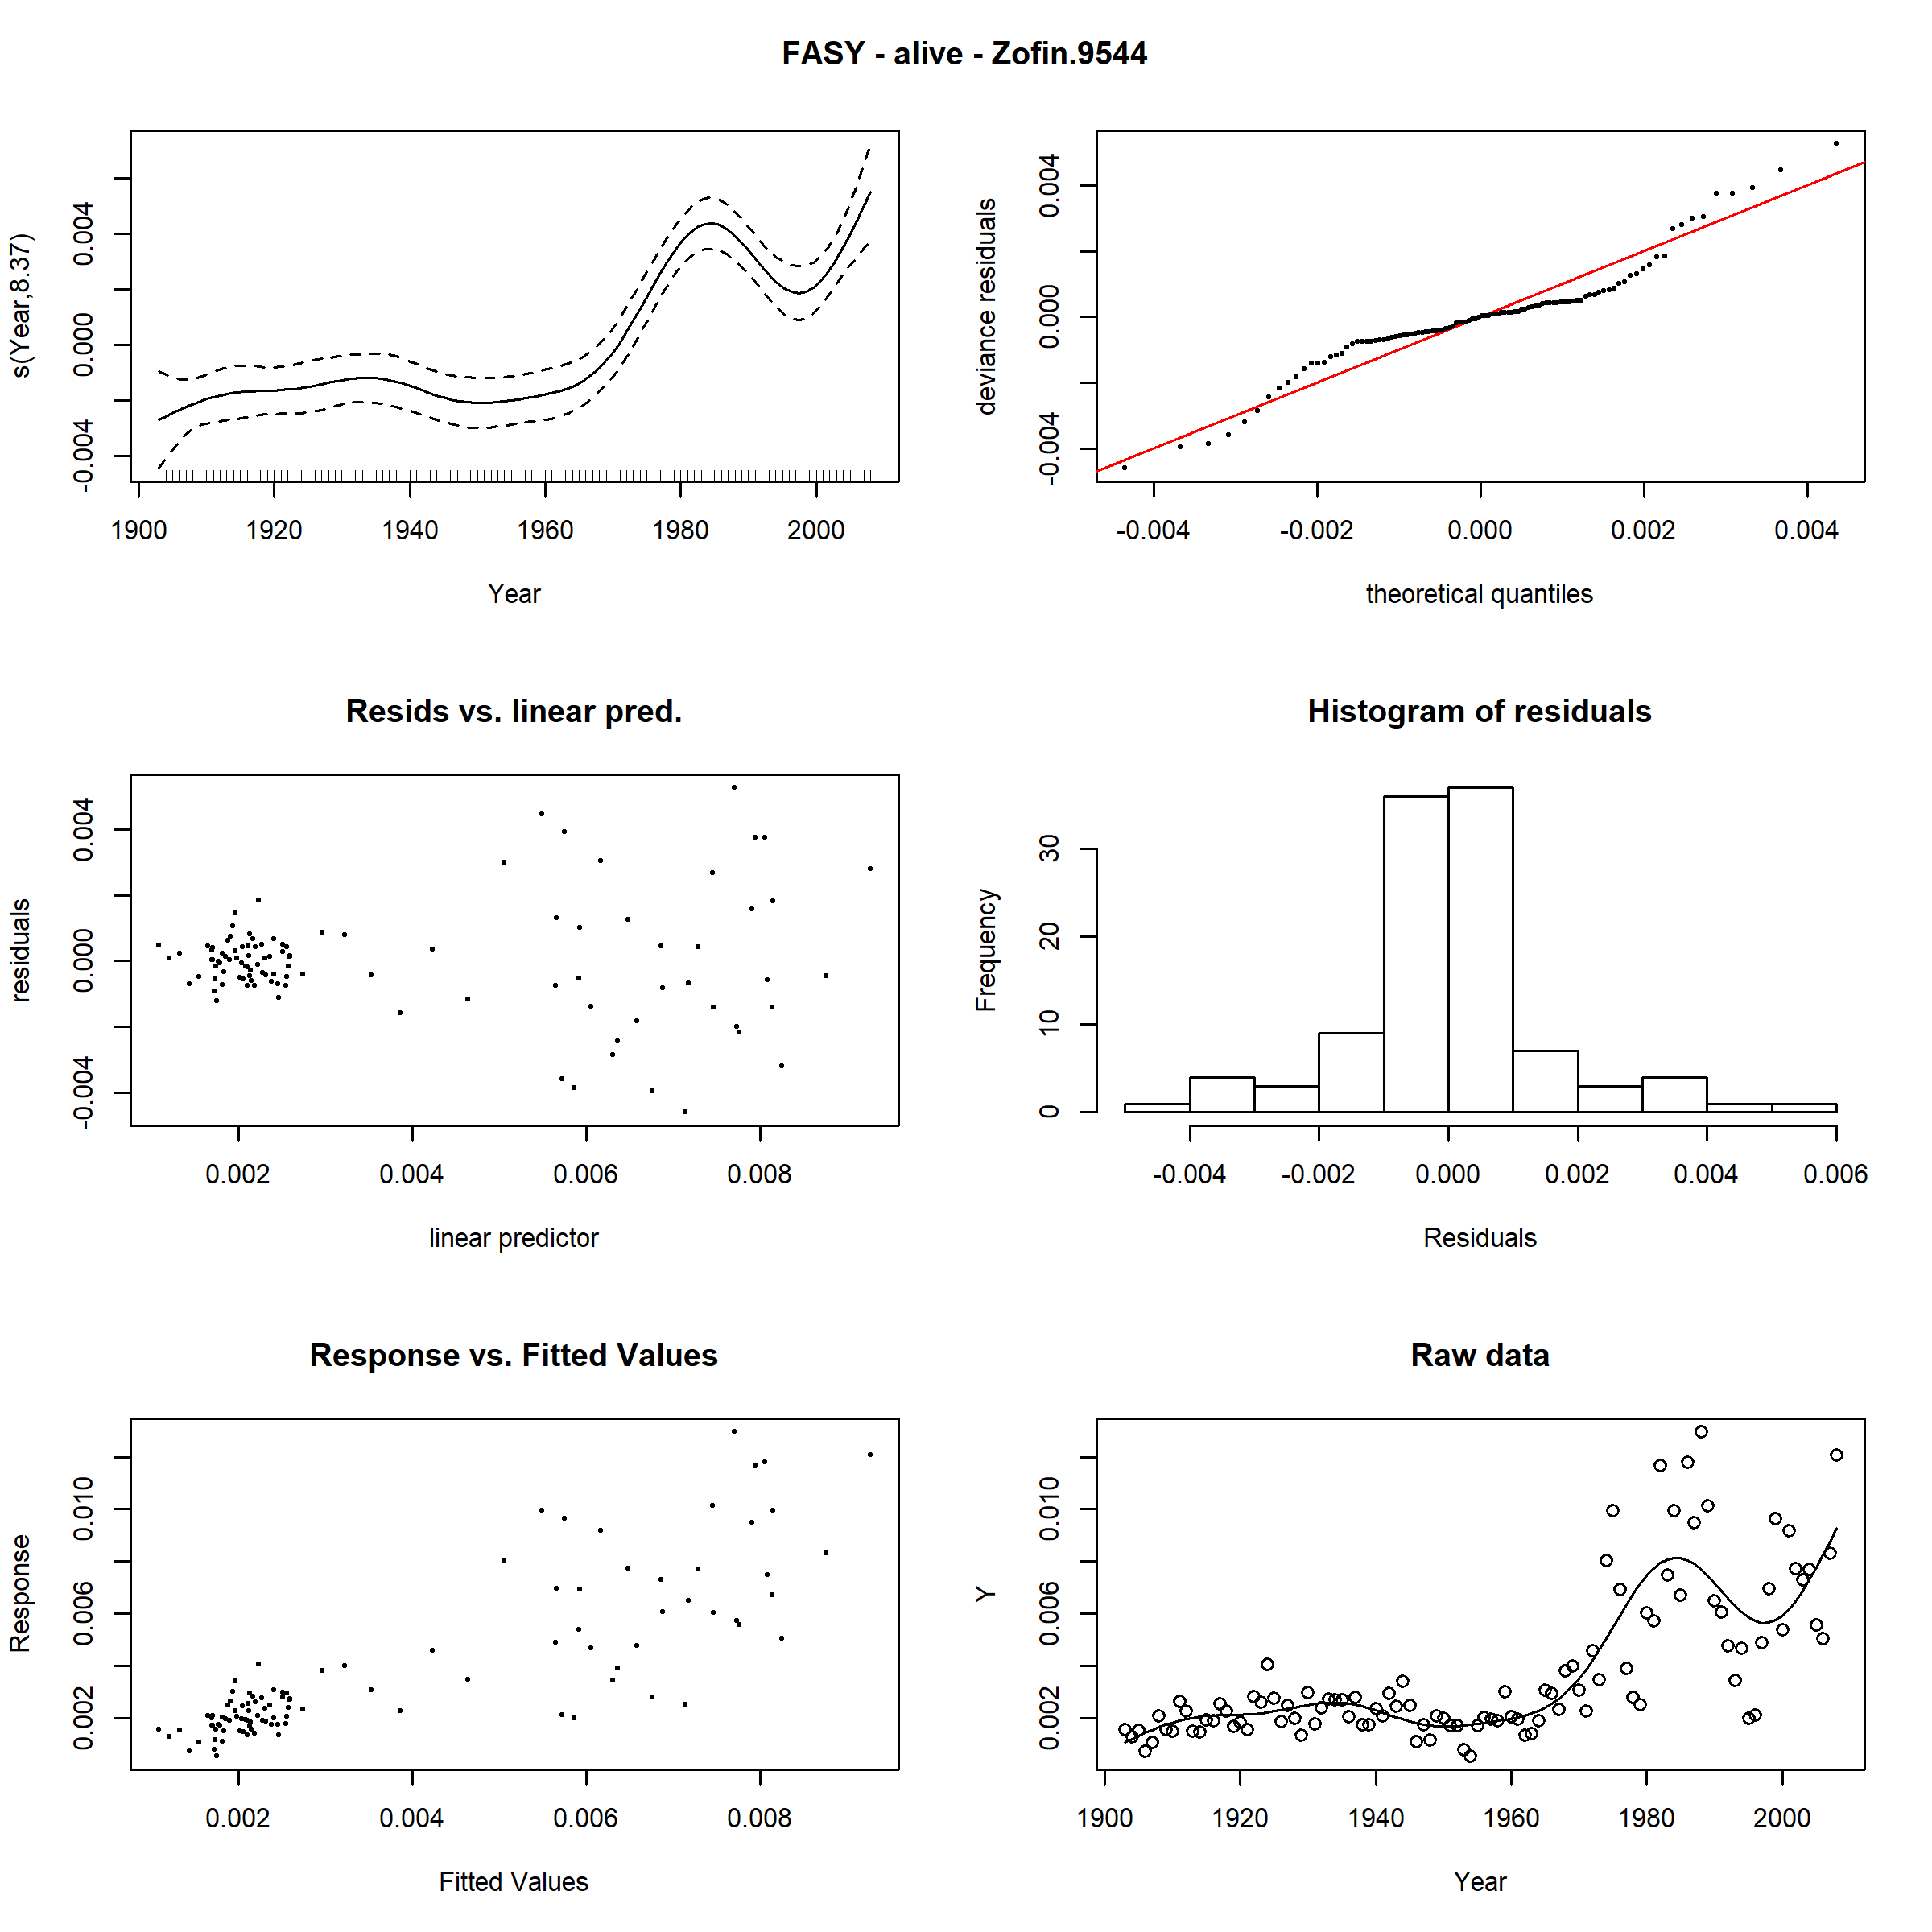 FASY - alive - Zofin.9544
s(Year,8.37)
-0.004 0.000 0.004
1900 1920 1940 1960 1980 2000
Year
deviance residuals
-0.004 0.000 0.004
-0.004 -0.002 0.000 0.002 0.004
theoretical quantiles
Resids vs. linear pred.
residuals
-0.004 0.000 0.004
0.002 0.004 0.006 0.008
linear predictor
Histogram of residuals
Frequency
0 10 20 30
-0.004 -0.002 0.000 0.002 0.004 0.006
Residuals
Response vs. Fitted Values
Response
0.002 0.006 0.010
0.002 0.004 0.006 0.008
Fitted Values
Raw data
Y
0.002 0.006 0.010
1900 1920 1940 1960 1980 2000
Year